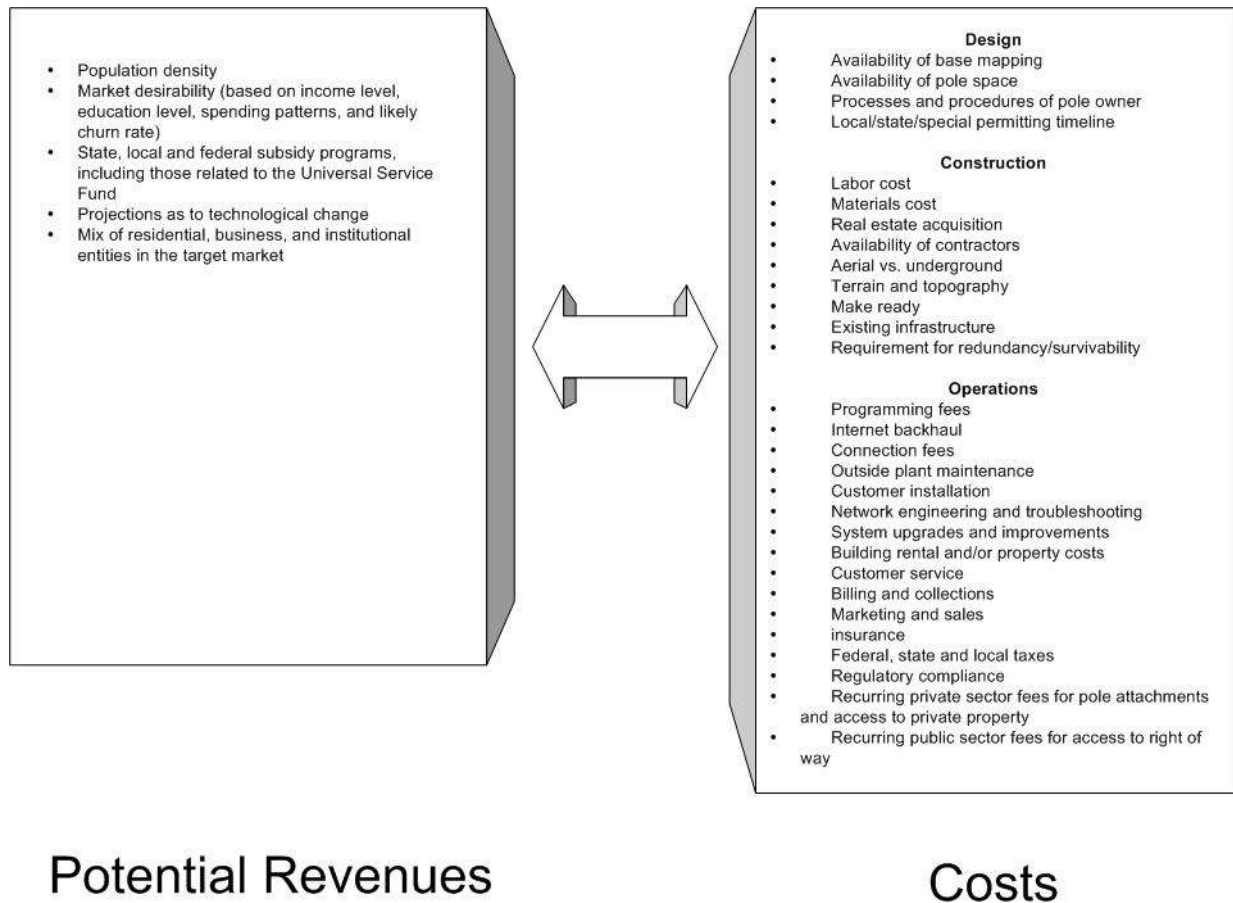 • Population density
• Market desirability (based on income level,
education level, spending patterns, and likely
churn rate)
• State, local and federal subsidy programs,
including those related to the Universal Service
Fund
• Projections as to technological change
• Mix of residential, business, and institutional
entities in the target market
Potential Revenues
Design
• Availability of base mapping
• Availability of pole space
• Processes and procedures of pole owner
• Local/state/special permitting timeline
Construction
• Labor cost
• Materials cost
• Real estate acquisition
• Availability of contractors
• Aerial vs. underground
• Terrain and topography
• Make ready
• Existing infrastructure
• Requirement for redundancy/survivability
Operations
• Programming fees
• Internet backhaul
• Connection fees
• Outside plant maintenance
• Customer installation
• Network engineering and troubleshooting
• System upgrades and improvements
• Building rental and/or property costs
• Customer service
• Billing and collections
• Marketing and sales
• insurance
• Federal, state and local taxes
• Regulatory compliance
• Recurring private sector fees for pole attachments
and access to private property
• Recurring public sector fees for access to right of
way
Costs